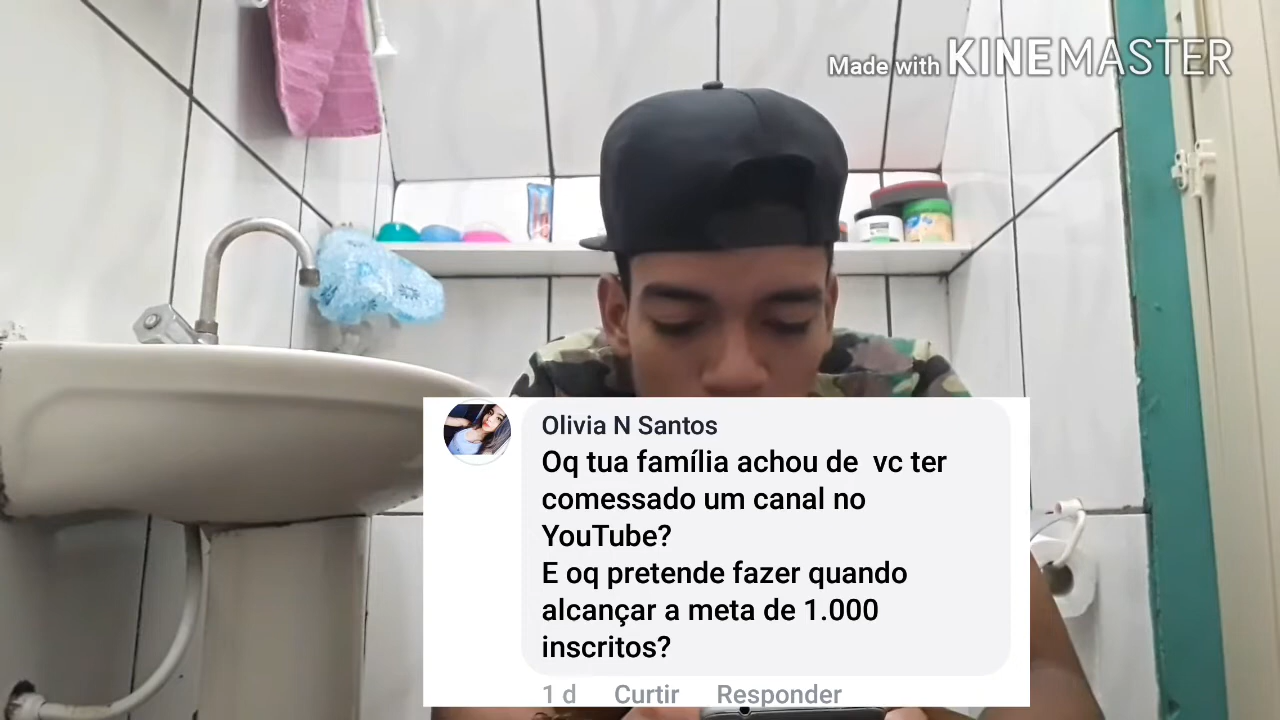 Made with KINEMASTER
Olivia N Santos
Oq tua família achou de vc ter
comessado um canal no
YouTube?
E oq pretende fazer quando
alcançar a meta de 1.000
inscritos?
1 d Curtir Responder